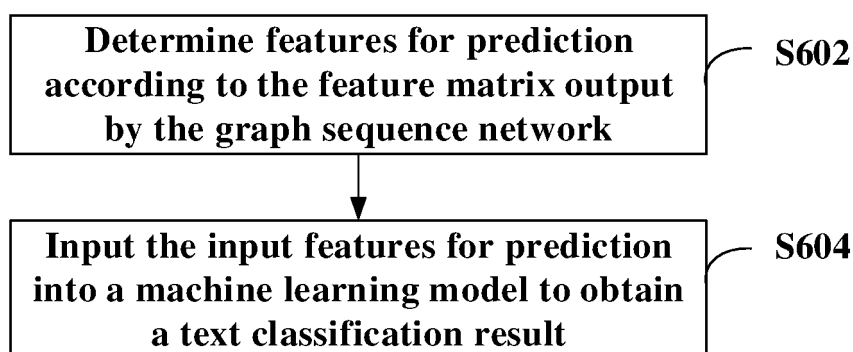 Determine features for prediction
according to the feature matrix output
by the graph sequence network
S602
Input the input features for prediction
into a machine learning model to obtain
a text classification result
S604